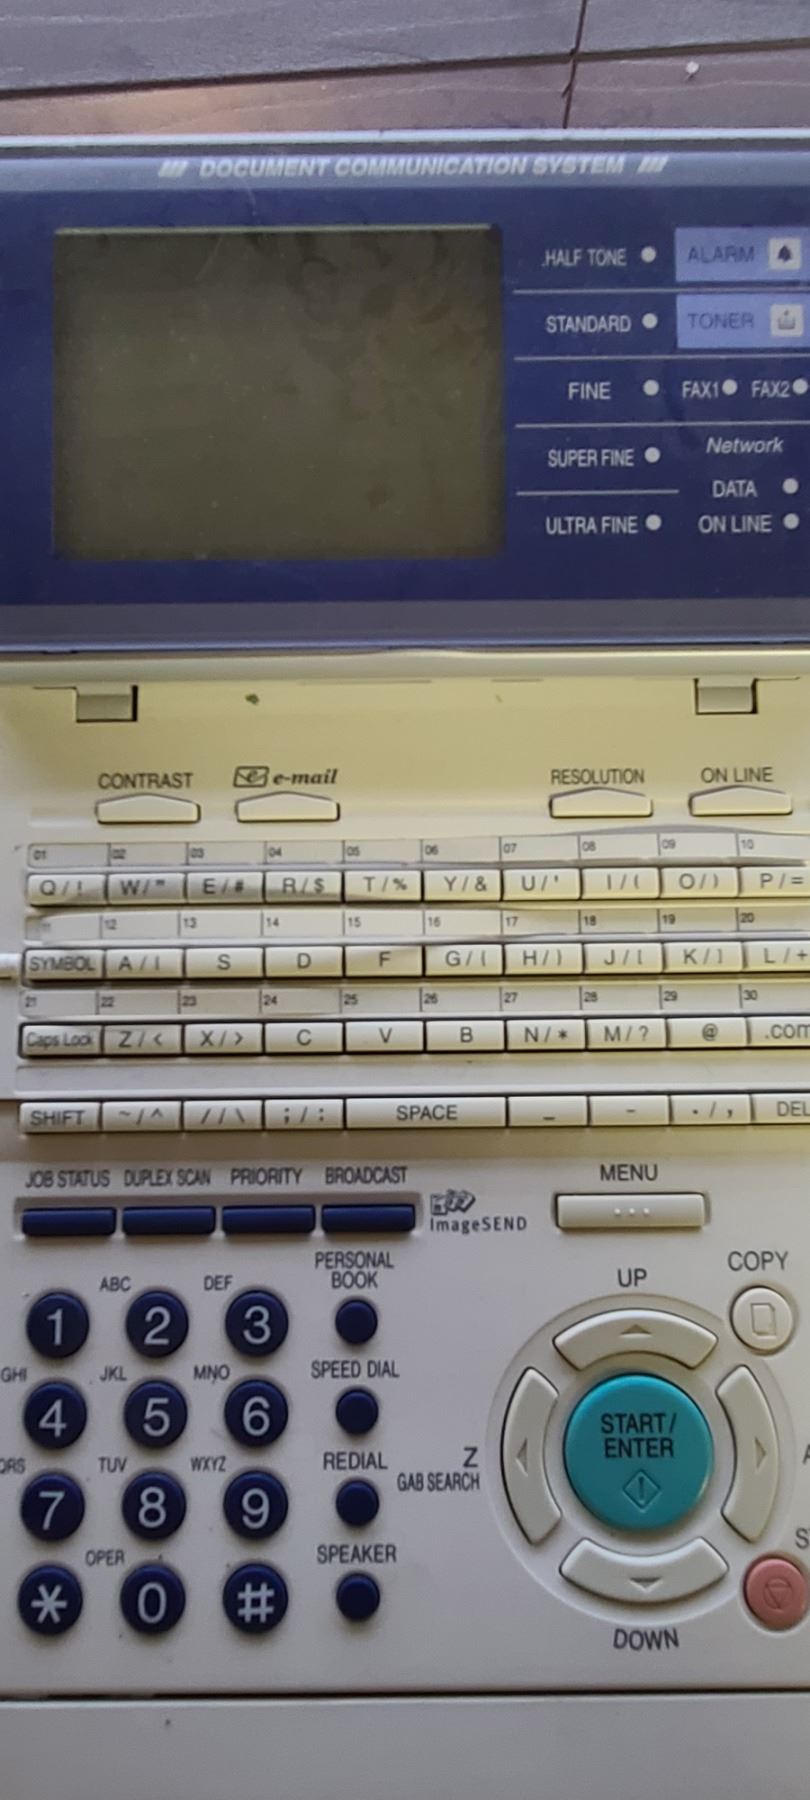 DOCUMENT COMMUNICATION SYSTEM
HALF TONE ALARM
STANDARD TONER
FINE FAX1 FAX2
Network
SUPER FINE
DATA
ULTRA FINE ON LINE
CONTRAST e-mail RESOLUTION ON LINE
01 02 03 04 05 06 07 08 09 10
Q / ! W / " E / # R / $ T / % Y / & U / ' I / ( O / ) P / =
11 12 13 14 15 16 17 18 19 20
SYMBOL A / | S D F G / { H / } J / [ K / ] L / +
21 22 23 24 25 26 27 28 29 30
Caps Lock Z / < X / > C V B N / * M / ? @ .com
SHIFT ~ / ^ / / \ ; / : SPACE _ - . / , DEL
JOB STATUS DUPLEX SCAN PRIORITY BROADCAST MENU
ImageSEND
PERSONAL
BOOK
UP COPY
ABC DEF
1 2 3
GHI JKL MNO SPEED DIAL
4 5 6
START/
ENTER
TUV WXYZ REDIAL
Z
GAB SEARCH
7 8 9
OPER SPEAKER
* 0 #
DOWN